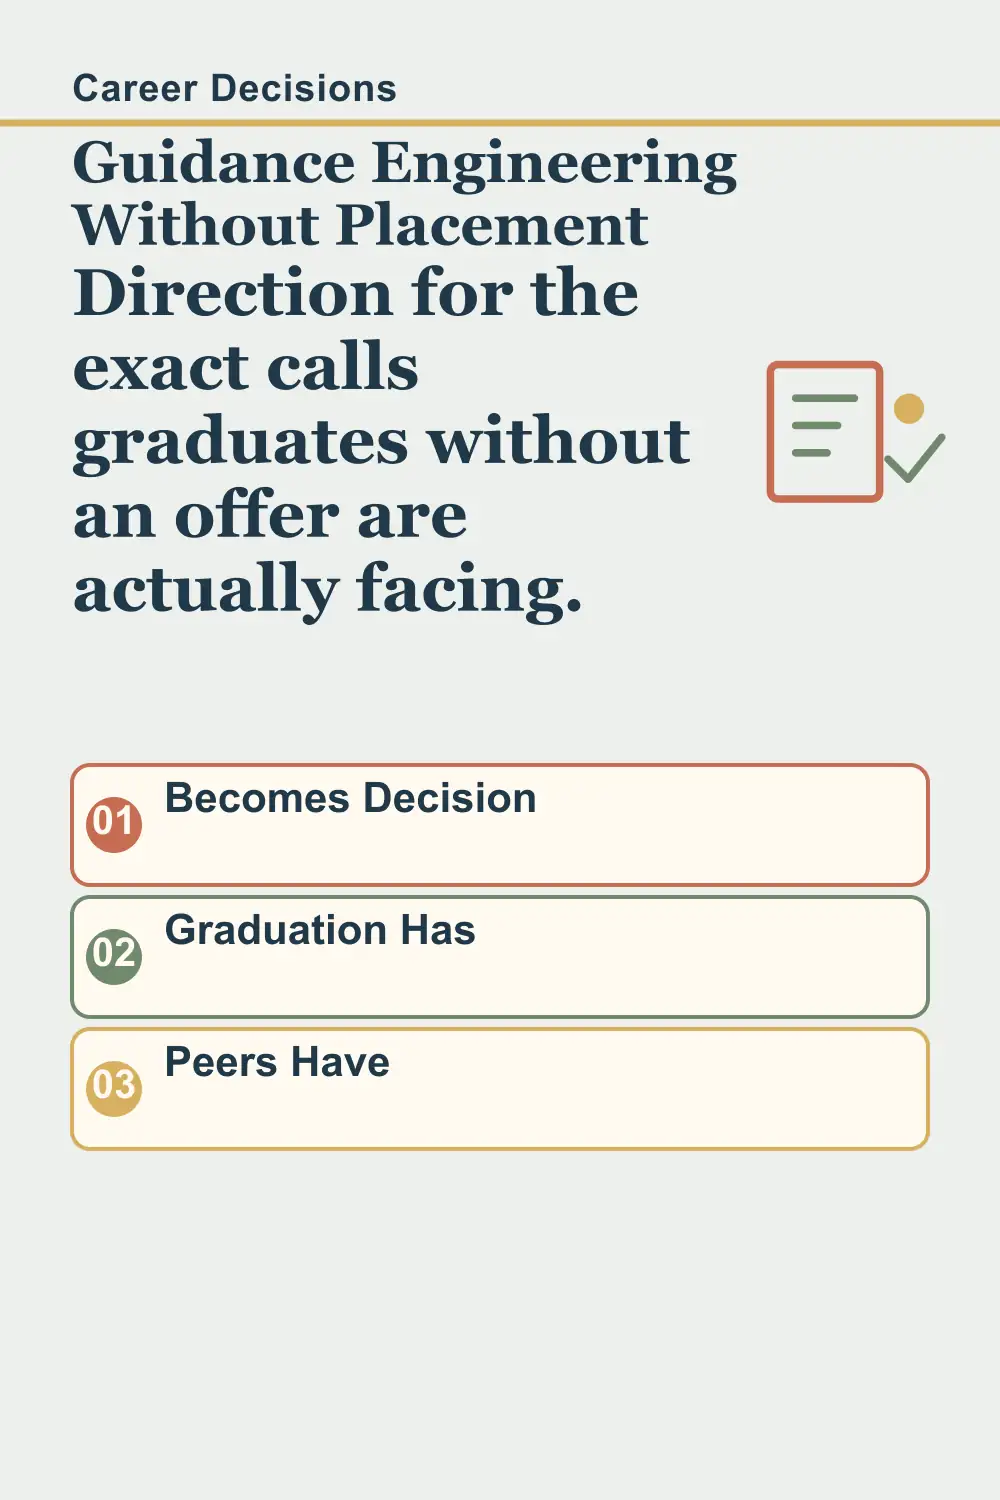 Career Decisions
Guidance Engineering
Without Placement
Direction for the
exact calls
graduates without
an offer are
actually facing.
01 Becomes Decision
02 Graduation Has
03 Peers Have